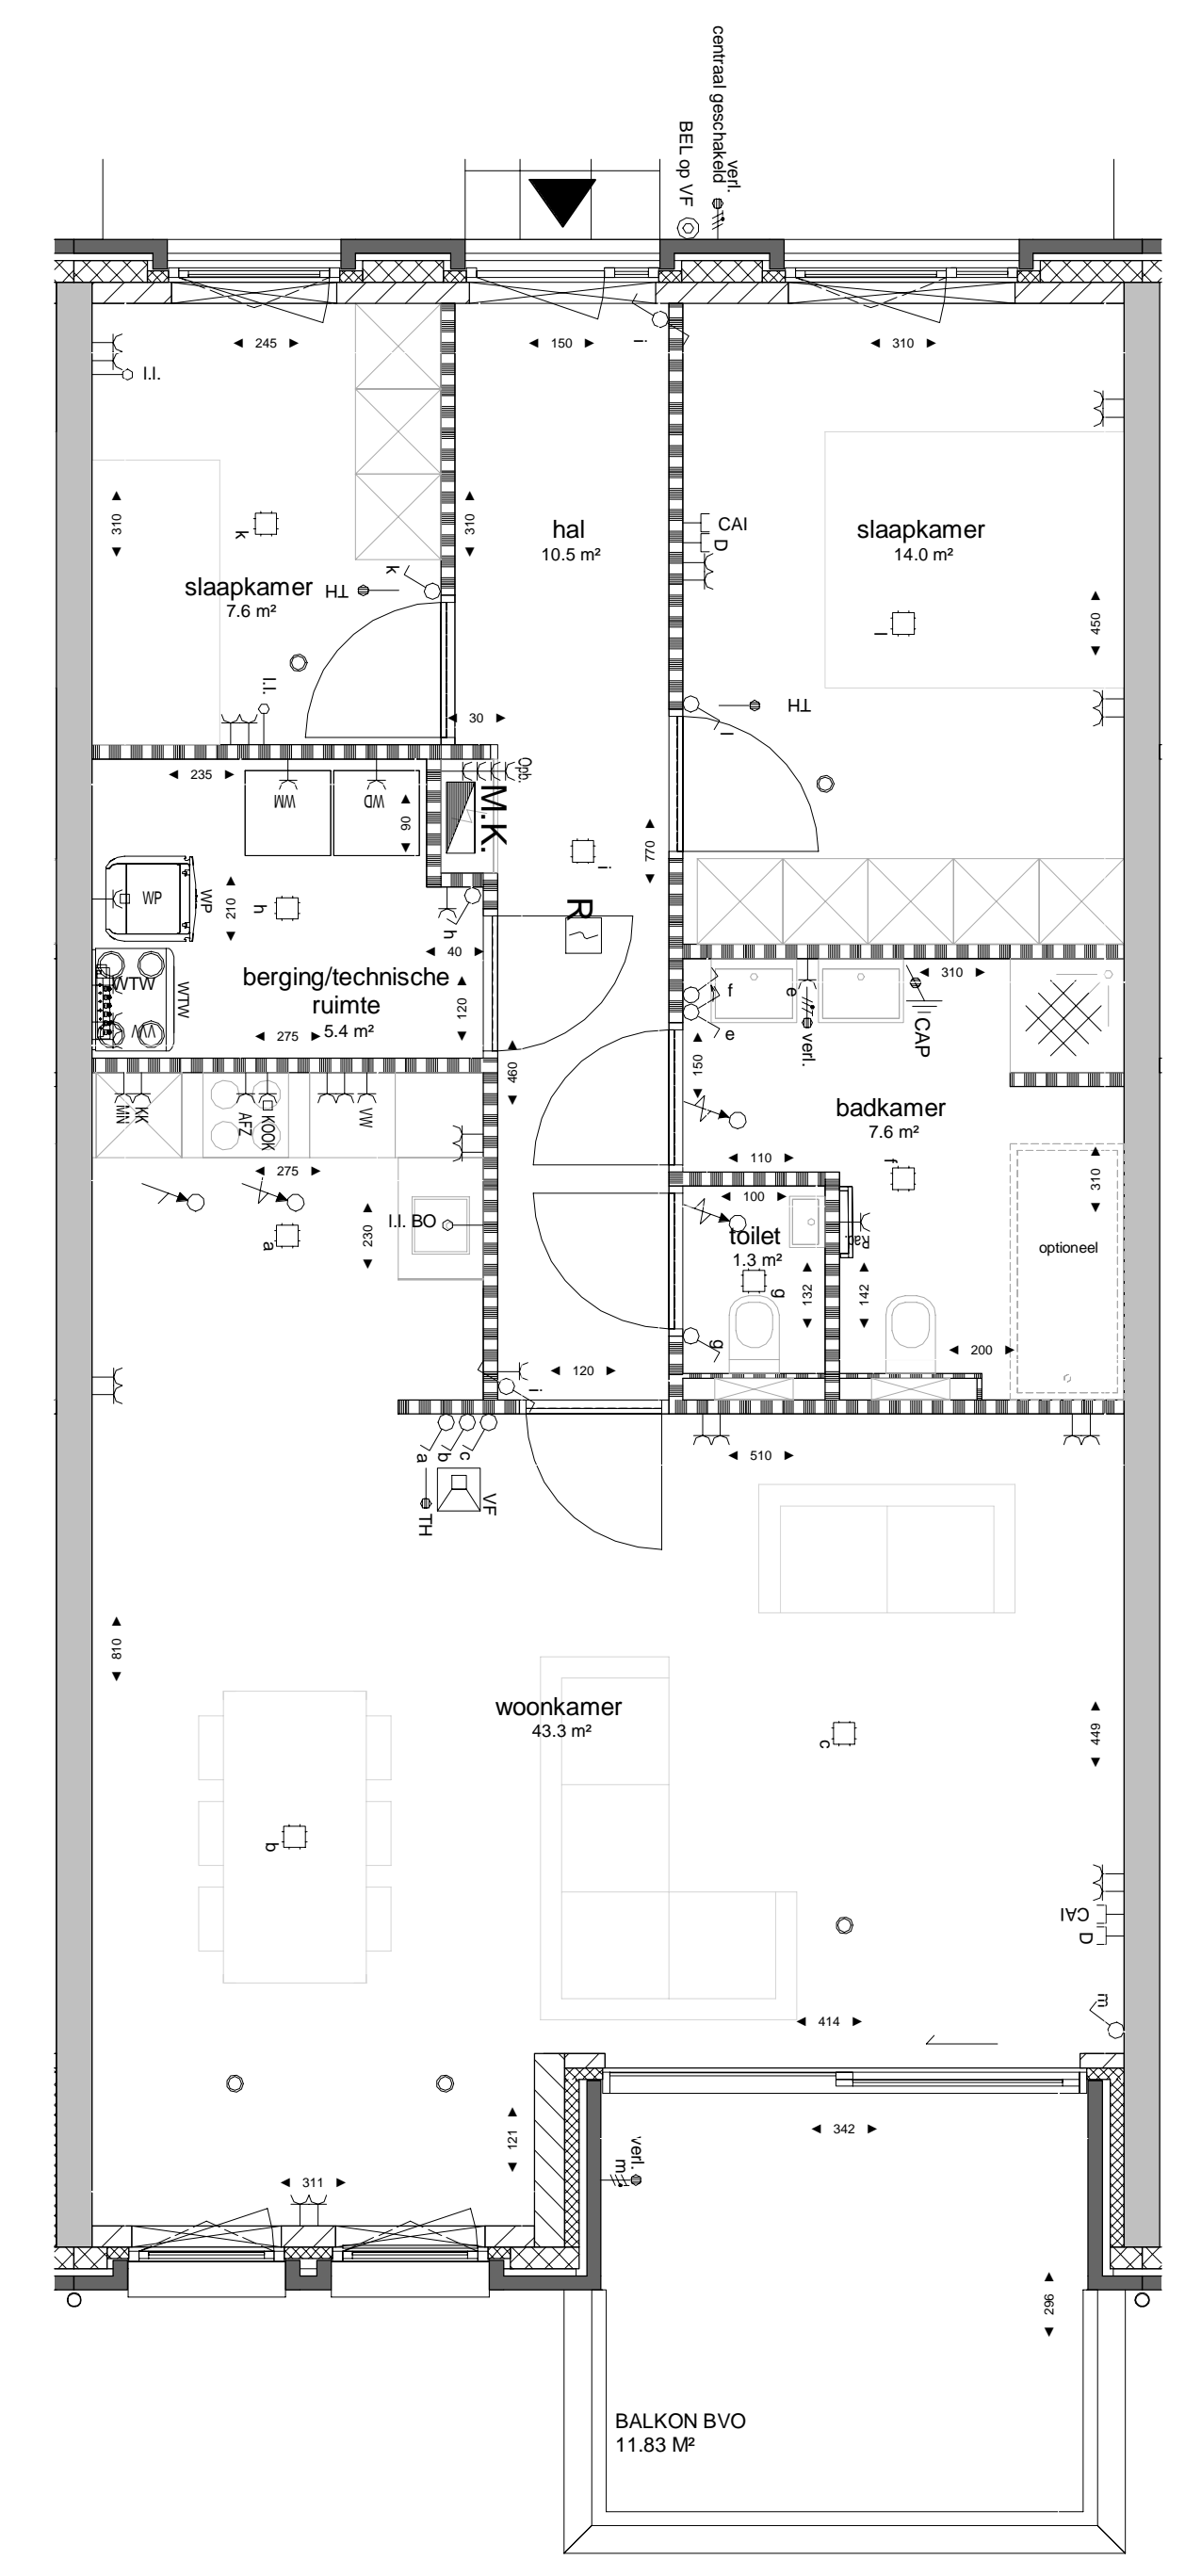 centraal geschakeld
verl.
BEL op VF
245
150
i
310
l.l.
310
k
310
hal
10.5 m²
CAI
D
slaapkamer
14.0 m²
slaapkamer
7.6 m²
TH
k
l
450
l.l.
TH
l
30
Opb.
235
WM
WD
90
M.K.
i
770
WP
WP
210
h
R
h
40
berging/technische
ruimte
5.4 m²
WTW
WTW
WV
275
120
310
f
e
e
verl.
CAP
460
150
MN
KK
AFZ
KOOK
VW
badkamer
7.6 m²
275
110
f
310
100
a
l.l. BO
230
toilet
1.3 m²
Rad.
optioneel
g
132
142
g
200
120
i
a
b
c
510
TH
VF
810
woonkamer
43.3 m²
c
449
b
CAI
D
m
414
121
342
verl.
m
311
296
BALKON BVO
11.83 M²